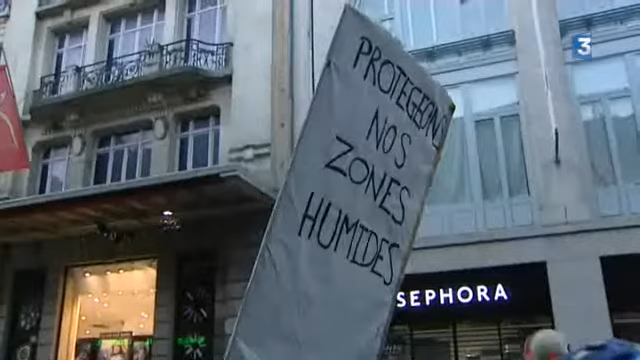 3
PROTEGEONS
NOS
ZONES
HUMIDES
SEPHORA